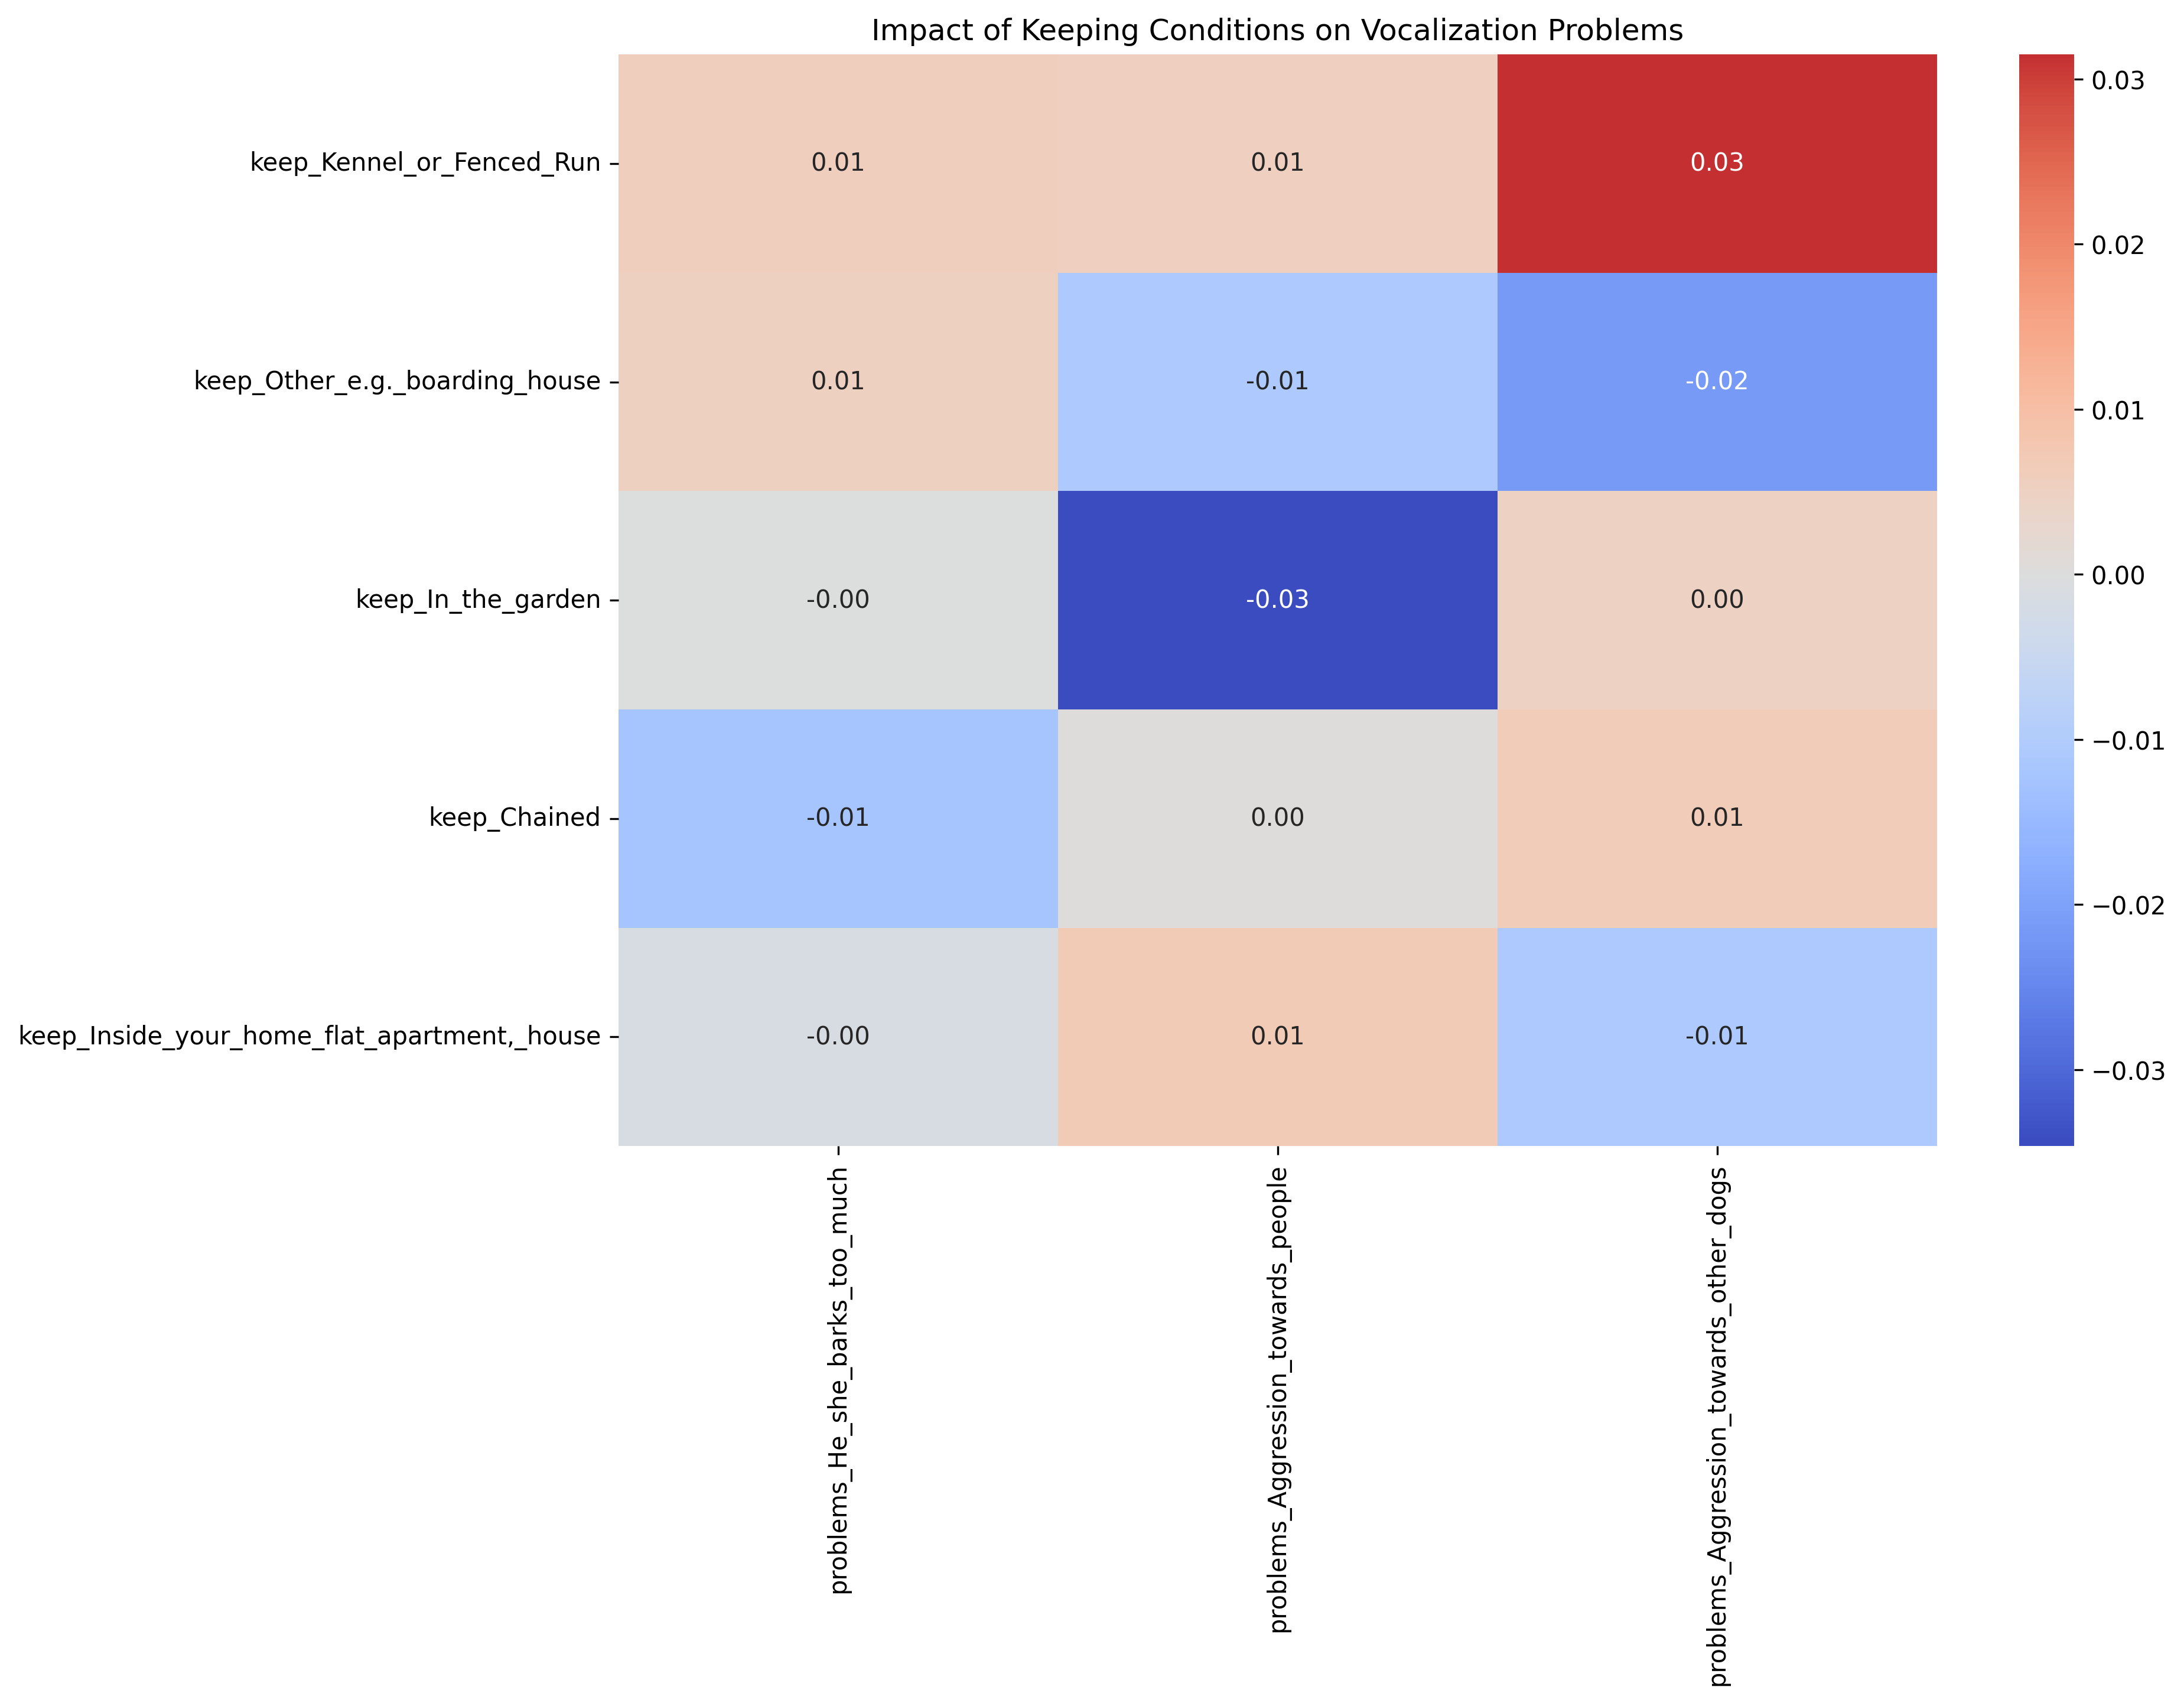 Impact of Keeping Conditions on Vocalization Problems
keep_Kennel_or_Fenced_Run
0.01
0.01
0.03
keep_Other_e.g._boarding_house
0.01
-0.01
-0.02
keep_In_the_garden
-0.00
-0.03
0.00
keep_Chained
-0.01
0.00
0.01
keep_Inside_your_home_flat_apartment,_house
-0.00
0.01
-0.01
problems_He_she_barks_too_much
problems_Aggression_towards_people
problems_Aggression_towards_other_dogs
0.03
0.02
0.01
0.00
−0.01
−0.02
−0.03